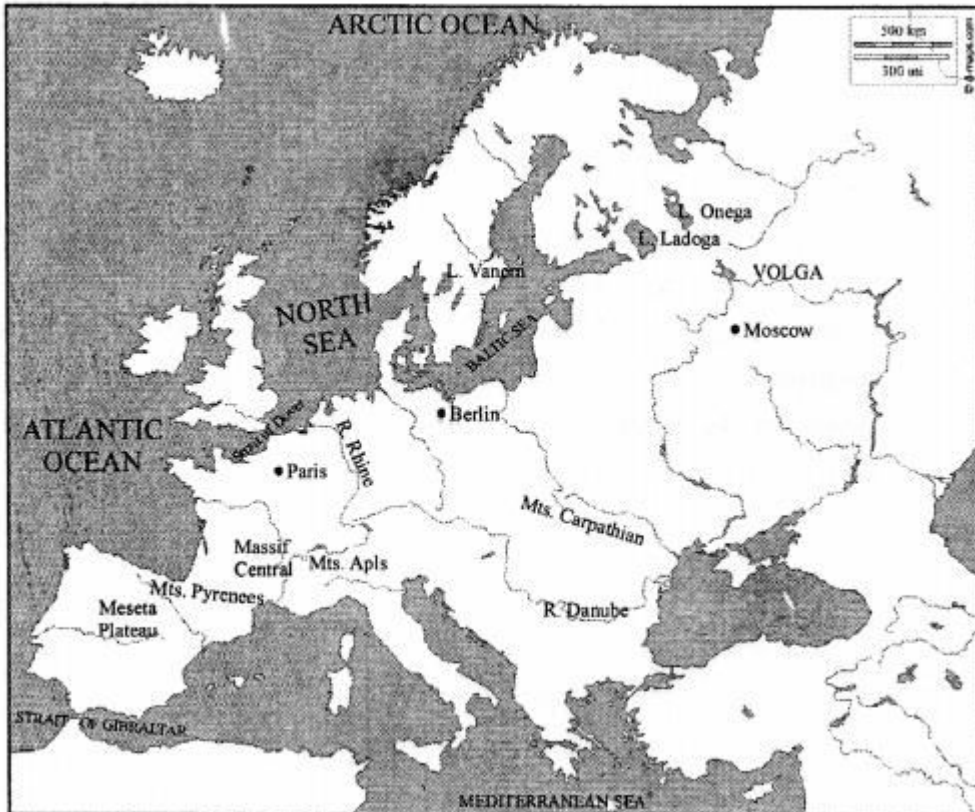 ARCTIC OCEAN
500 km
300 mi
L. Onega
L. Ladoga
VOLGA
L. Vanern
NORTH
SEA
Moscow
BALTIC SEA
Berlin
ATLANTIC
OCEAN
Strait of Dover
R. Rhine
Paris
Mts. Carpathian
Massif
Central
Mts. Apls
Mts. Pyrenees
Meseta
Plateau
R. Danube
STRAIT OF GIBRALTAR
MEDITERRANEAN SEA